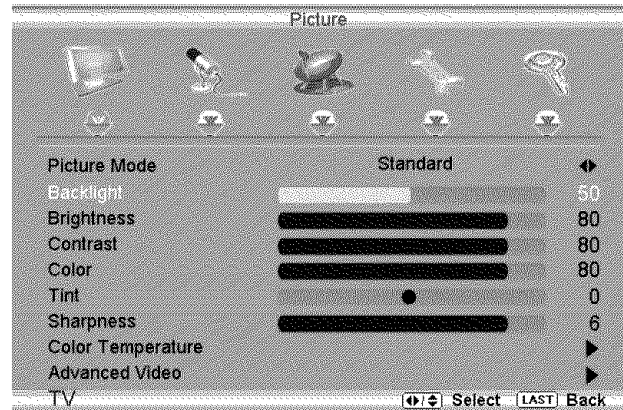 Picture
Picture Mode Standard
Backlight 50
Brightness 80
Contrast 80
Color 80
Tint 0
Sharpness 6
Color Temperature
Advanced Video
TV Select LAST Back